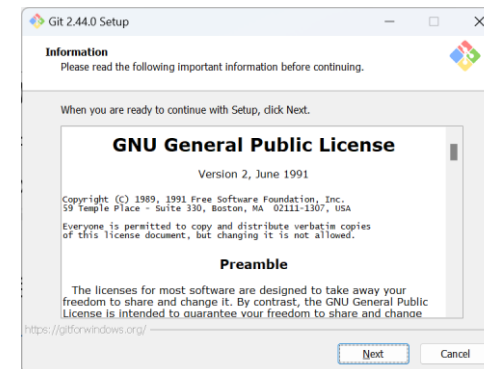 Git 2.44.0 Setup
Information
Please read the following important information before continuing.
When you are ready to continue with Setup, click Next.
GNU General Public License
Version 2, June 1991
Copyright (C) 1989, 1991 Free Software Foundation, Inc.
59 Temple Place - Suite 330, Boston, MA  02111-1307, USA
Everyone is permitted to copy and distribute verbatim copies
of this license document, but changing it is not allowed.
Preamble
The licenses for most software are designed to take away your
freedom to share and change it. By contrast, the GNU General Public
License is intended to guarantee your freedom to share and change
https://gitforwindows.org/
Next
Cancel